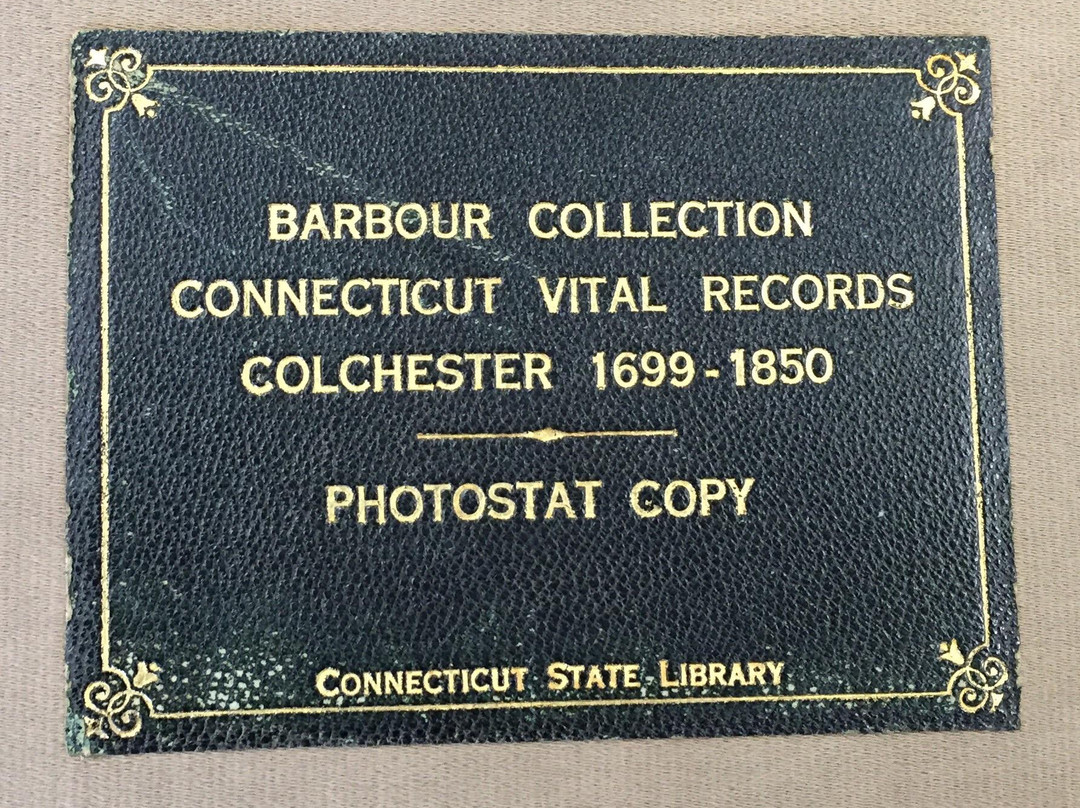 BARBOUR COLLECTION
CONNECTICUT VITAL RECORDS
COLCHESTER 1699-1850
PHOTOSTAT COPY
CONNECTICUT STATE LIBRARY